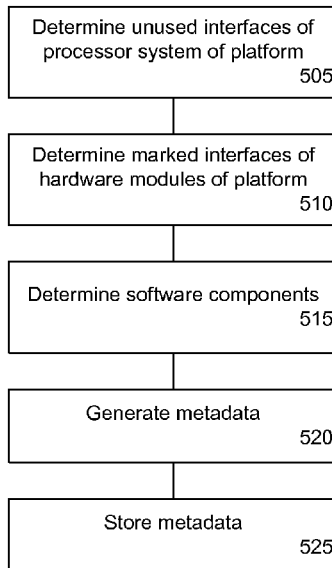 Determine unused interfaces of
processor system of platform
505
Determine marked interfaces of
hardware modules of platform
510
Determine software components
515
Generate metadata
520
Store metadata
525